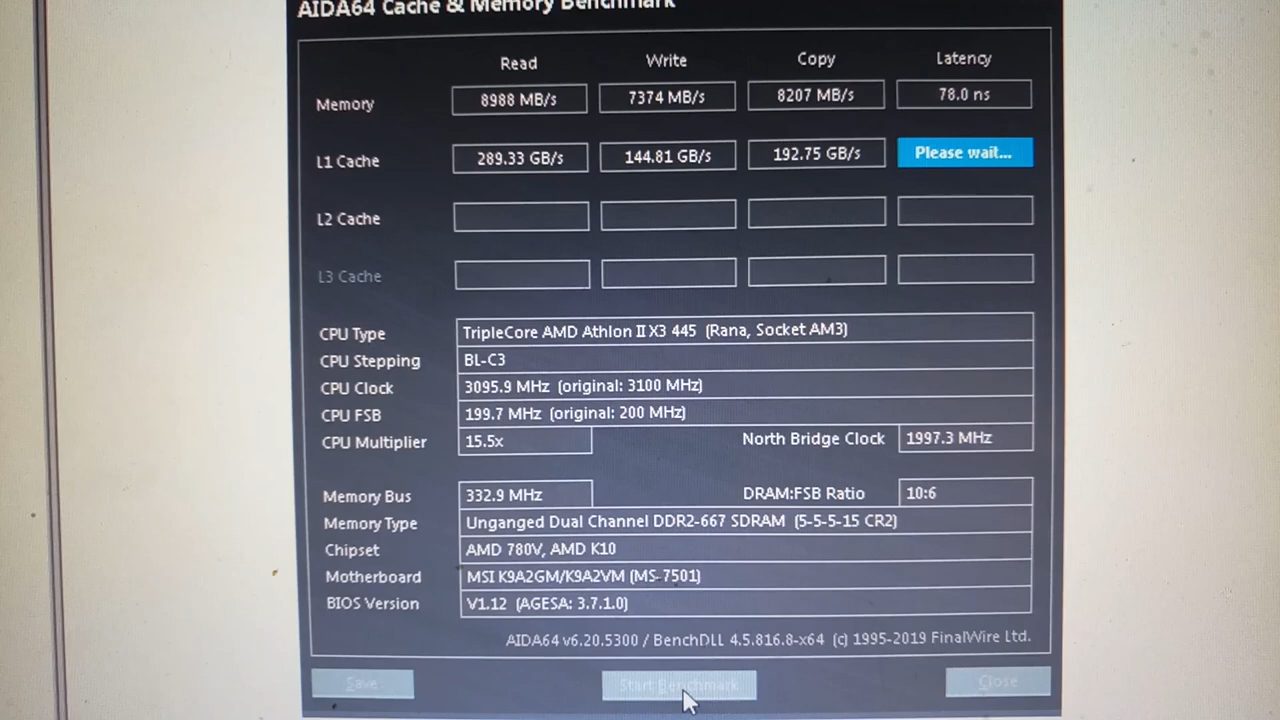 AIDA64 Cache & Memory Benchmark
Read Write Copy Latency
Memory 8988 MB/s 7374 MB/s 8207 MB/s 78.0 ns
L1 Cache 289.33 GB/s 144.81 GB/s 192.75 GB/s Please wait...
L2 Cache
L3 Cache
CPU Type TripleCore AMD Athlon II X3 445 (Rana, Socket AM3)
CPU Stepping BL-C3
CPU Clock 3095.9 MHz (original: 3100 MHz)
CPU FSB 199.7 MHz (original: 200 MHz)
CPU Multiplier 15.5x North Bridge Clock 1997.3 MHz
Memory Bus 332.9 MHz DRAM:FSB Ratio 10:6
Memory Type Unganged Dual Channel DDR2-667 SDRAM (5-5-5-15 CR2)
Chipset AMD 780V, AMD K10
Motherboard MSI K9A2GM/K9A2VM (MS-7501)
BIOS Version V1.12 (AGESA: 3.7.1.0)
AIDA64 v6.20.5300 / BenchDLL 4.5.816.8-x64 (c) 1995-2019 FinalWire Ltd.
Save Start Benchmark Close